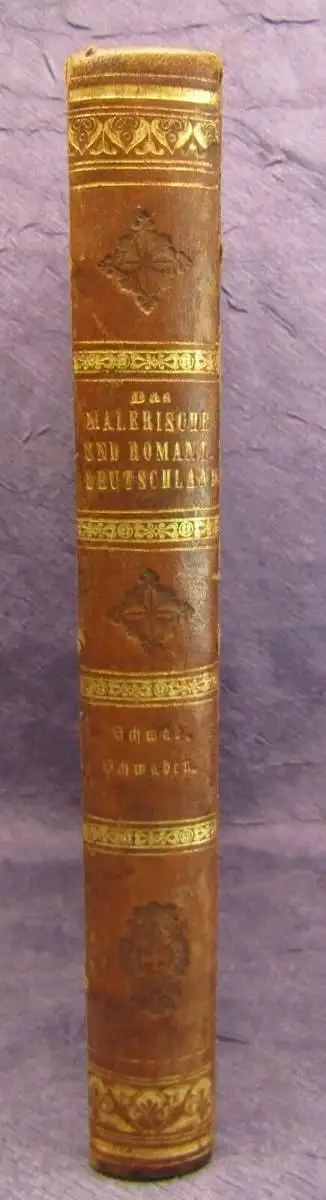 Das
MALERISCHE
UND ROMANT.
DEUTSCHLAND
Schwab.
Schwaben.